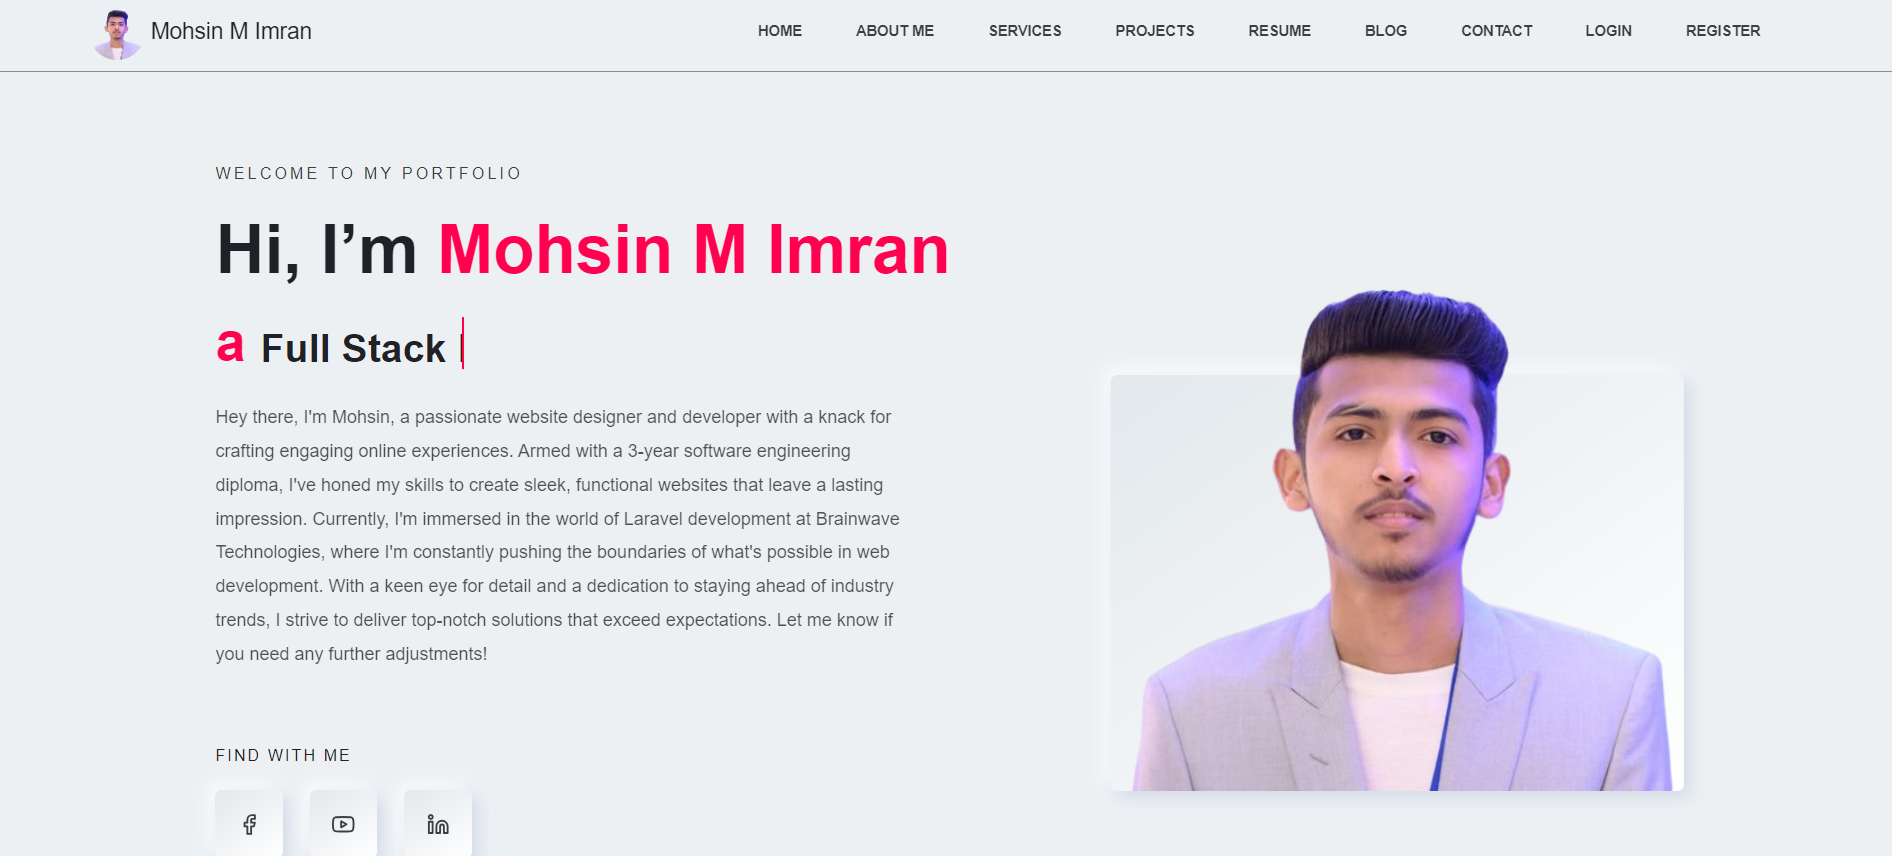 Mohsin M Imran
HOME ABOUT ME SERVICES PROJECTS RESUME BLOG CONTACT LOGIN REGISTER
WELCOME TO MY PORTFOLIO
Hi, I’m Mohsin M Imran
a Full Stack
Hey there, I'm Mohsin, a passionate website designer and developer with a knack for
crafting engaging online experiences. Armed with a 3-year software engineering
diploma, I've honed my skills to create sleek, functional websites that leave a lasting
impression. Currently, I'm immersed in the world of Laravel development at Brainwave
Technologies, where I'm constantly pushing the boundaries of what's possible in web
development. With a keen eye for detail and a dedication to staying ahead of industry
trends, I strive to deliver top-notch solutions that exceed expectations. Let me know if
you need any further adjustments!
FIND WITH ME